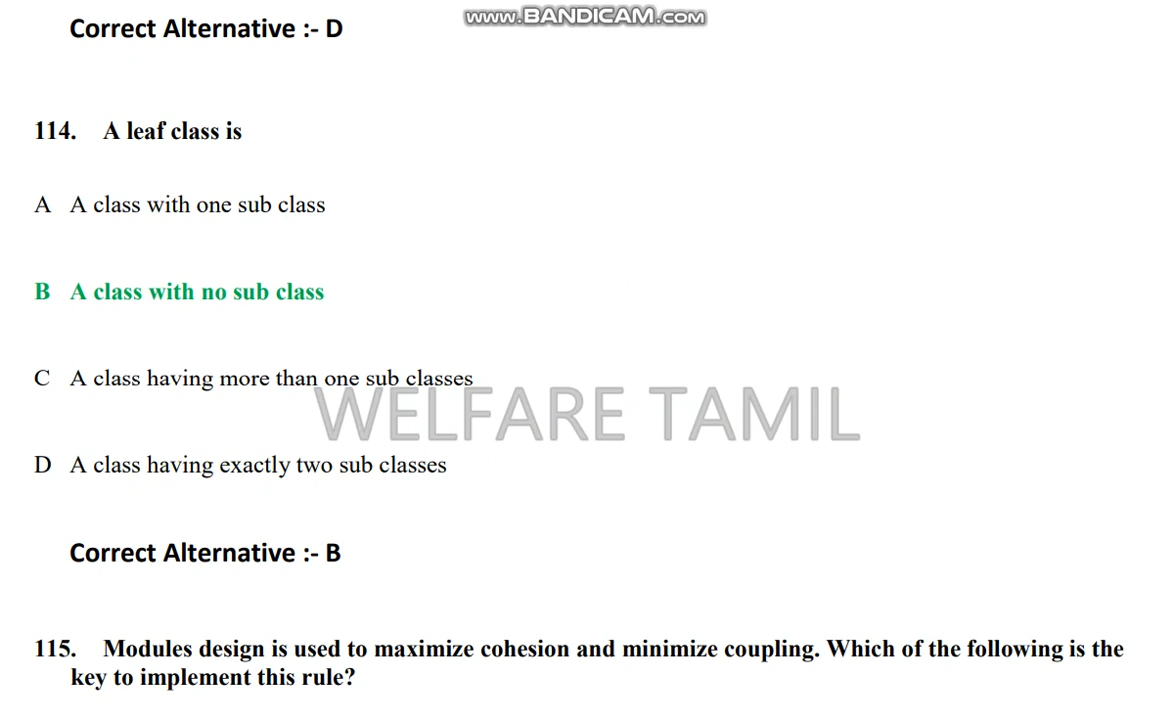 www.BANDICAM.COM
Correct Alternative :- D
114. A leaf class is
A A class with one sub class
B A class with no sub class
C A class having more than one sub classes
WELFARE TAMIL
D A class having exactly two sub classes
Correct Alternative :- B
115. Modules design is used to maximize cohesion and minimize coupling. Which of the following is the
key to implement this rule?